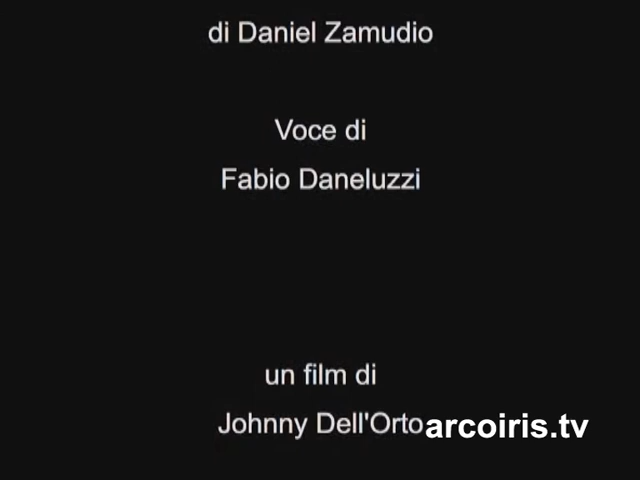 di Daniel Zamudio
Voce di
Fabio Daneluzzi
un film di
Johnny Dell'Orto
arcoiris.tv